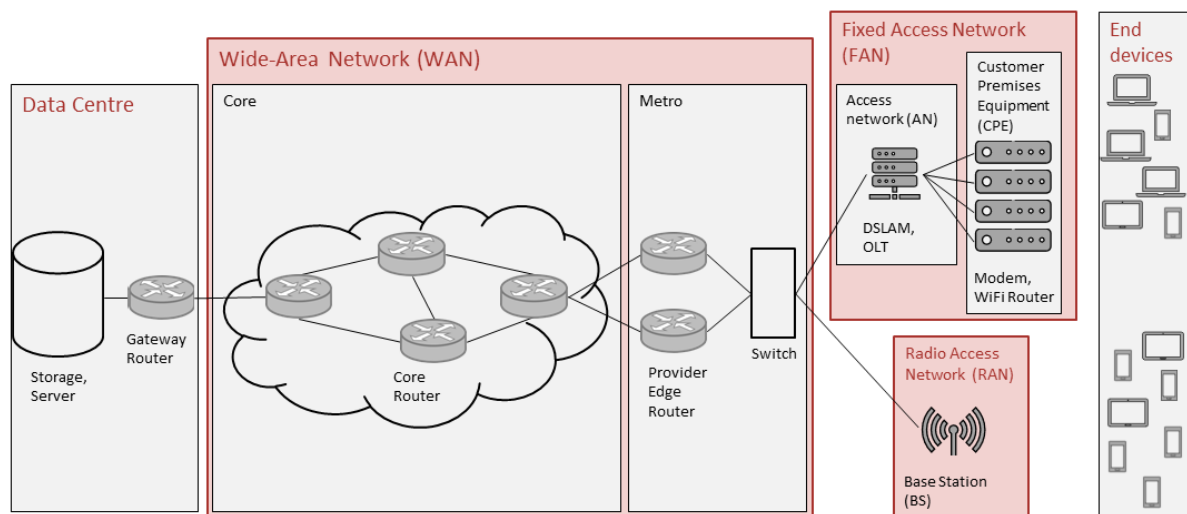 Data Centre
Storage,
Server
Gateway
Router
Wide-Area Network (WAN)
Core
Core
Router
Metro
Provider
Edge
Router
Switch
Fixed Access Network
(FAN)
Access
network (AN)
DSLAM,
OLT
Customer
Premises
Equipment
(CPE)
Modem,
WiFi Router
Radio Access
Network (RAN)
Base Station
(BS)
End
devices